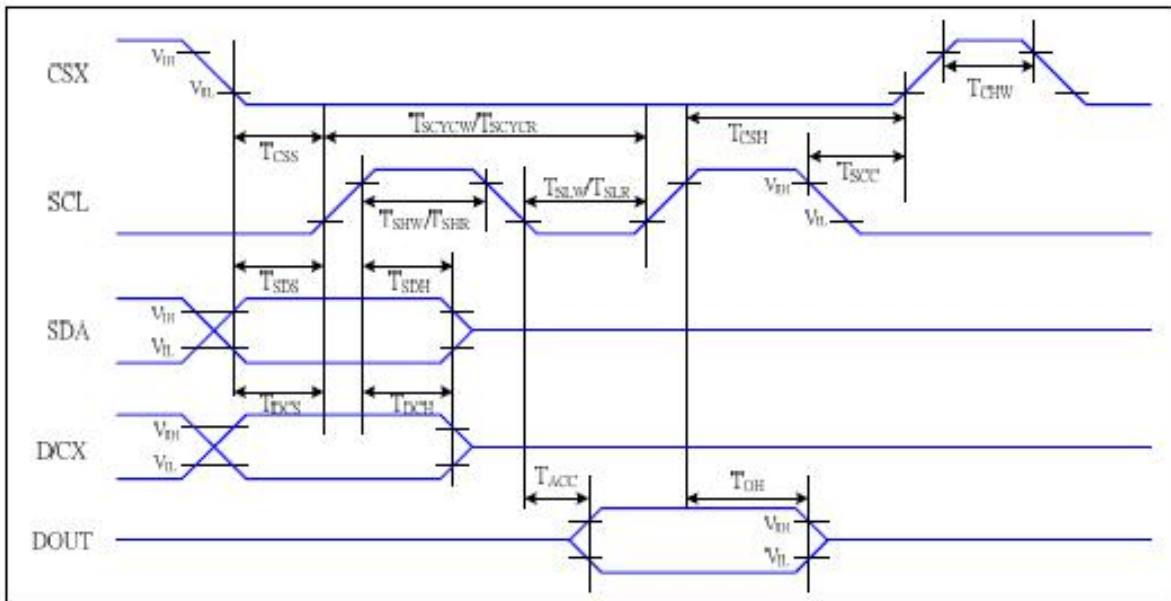 CSX
VIH
VIL
TCHW
TSCYCW/TSCYCR
TCSS
TCSH
TSCC
SCL
VIH
VIL
TSHW/TSHR
TSLW/TSLR
TSDS
TSDH
SDA
VIH
VIL
TDCS
TDCH
D/CX
VIH
VIL
TACC
TOH
DOUT
VIH
VIL